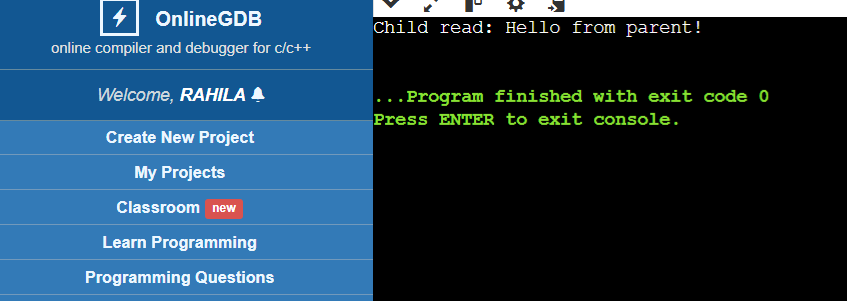 OnlineGDB
online compiler and debugger for c/c++
Welcome, RAHILA
Create New Project
My Projects
Classroom new
Learn Programming
Programming Questions
Child read: Hello from parent!
...Program finished with exit code 0
Press ENTER to exit console.